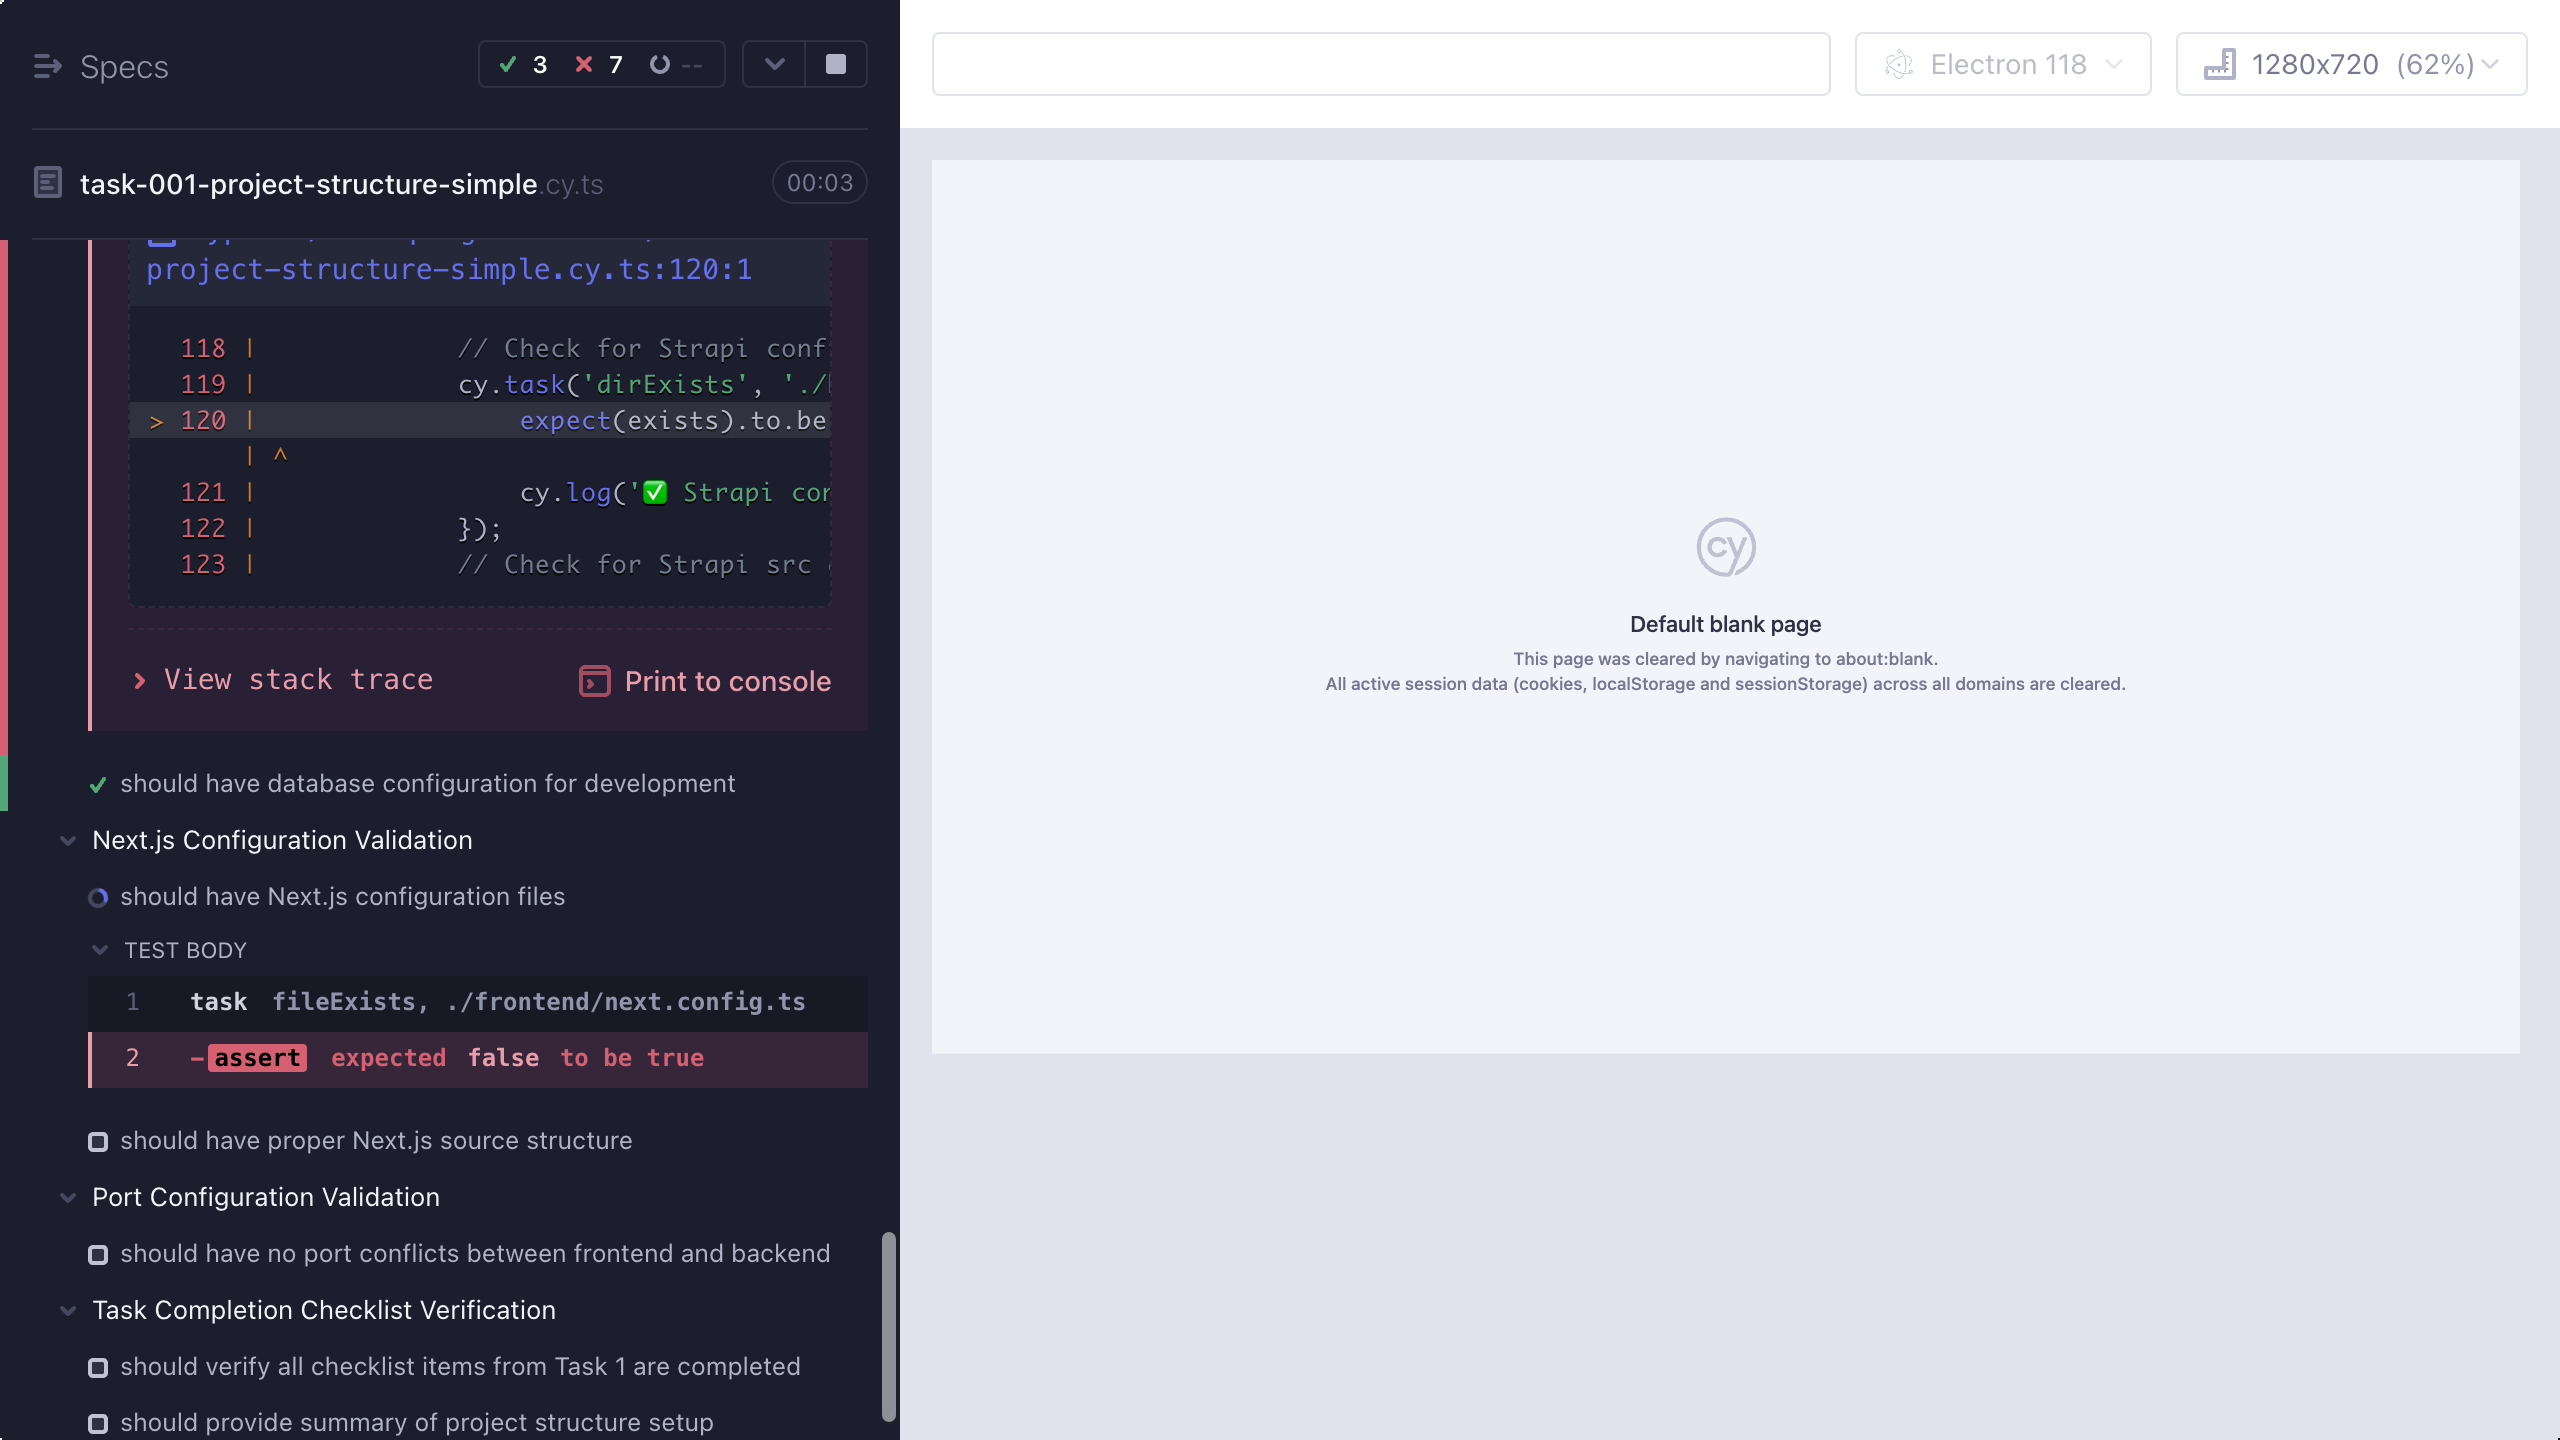 Specs
3 7 --
task-001-project-structure-simple.cy.ts
00:03
project-structure-simple.cy.ts:120:1
118 | // Check for Strapi conf
119 | cy.task('dirExists', './
> 120 | expect(exists).to.be
| ^
121 | cy.log('✅ Strapi con
122 | });
123 | // Check for Strapi src
View stack trace
Print to console
should have database configuration for development
Next.js Configuration Validation
should have Next.js configuration files
TEST BODY
1 task fileExists, ./frontend/next.config.ts
2 -assert expected false to be true
should have proper Next.js source structure
Port Configuration Validation
should have no port conflicts between frontend and backend
Task Completion Checklist Verification
should verify all checklist items from Task 1 are completed
should provide summary of project structure setup
Electron 118
1280x720 (62%)
cy
Default blank page
This page was cleared by navigating to about:blank.
All active session data (cookies, localStorage and sessionStorage) across all domains are cleared.